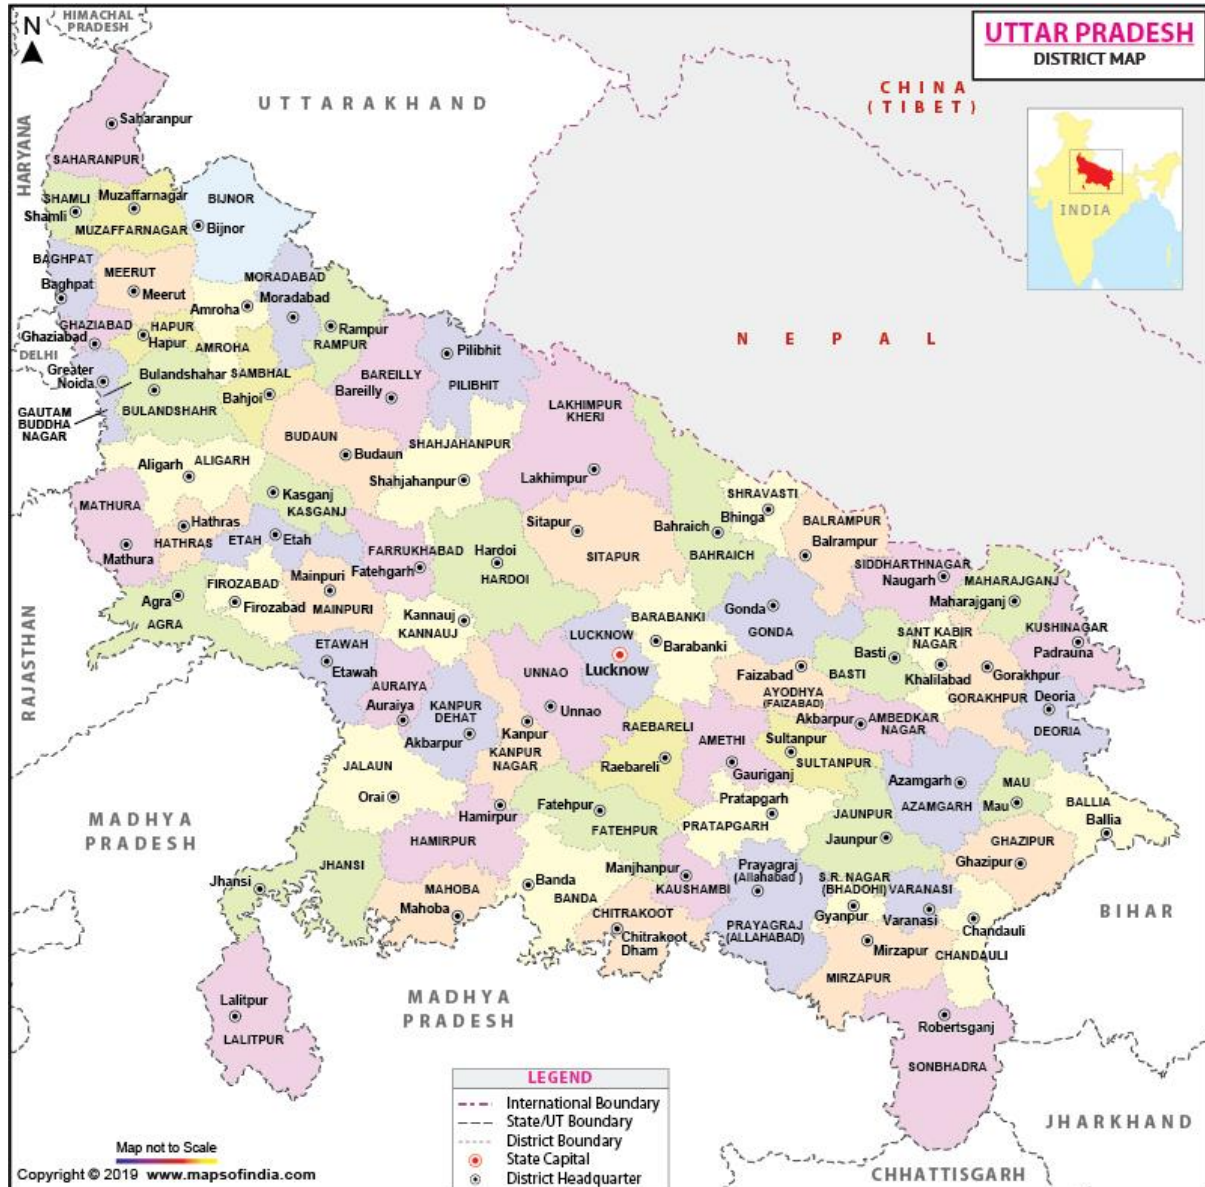 UTTAR PRADESH
DISTRICT MAP
N
HIMACHAL
PRADESH
UTTARAKHAND
CHINA
(TIBET)
HARYANA
INDIA
Saharanpur
SAHARANPUR
SHAMLI
Shamli
Muzaffarnagar
MUZAFFARNAGAR
BIJNOR
Bijnor
BAGHPAT
Baghpat
MEERUT
Meerut
MORADABAD
Moradabad
Amroha
AMROHA
GHAZIABAD
Ghaziabad
HAPUR
Hapur
Rampur
RAMPUR
DELHI
NEPAL
Greater
Noida
Bulandshahar
BULANDSHAHR
SAMBHAL
Bahjoi
BAREILLY
Bareilly
Pilibhit
PILIBHIT
GAUTAM
BUDDHA
NAGAR
LAKHIMPUR
KHERI
Lakhimpur
BUDAUN
Budaun
SHAHJAHANPUR
Shahjahanpur
Aligarh
ALIGARH
MATHURA
Mathura
Kasganj
KASGANJ
Hathras
HATHRAS
ETAH
Etah
FARRUKHABAD
Fatehgarh
Hardoi
HARDOI
Sitapur
SITAPUR
Bahraich
BAHRAICH
SHRAVASTI
Bhinga
BALRAMPUR
Balrampur
SIDDHARTHNAGAR
Naugarh
MAHARAJGANJ
Maharajganj
RAJASTHAN
Agra
AGRA
FIROZABAD
Firozabad
Mainpuri
MAINPURI
Kannauj
KANNAUJ
BARABANKI
Barabanki
Gonda
GONDA
LUCKNOW
Lucknow
SANT KABIR
NAGAR
Khalilabad
KUSHINAGAR
Padrauna
Basti
BASTI
Gorakhpur
GORAKHPUR
Deoria
DEORIA
ETAWAH
Etawah
AURAIYA
Auraiya
KANPUR
DEHAT
Akbarpur
UNNAO
Unnao
Kanpur
KANPUR
NAGAR
Faizabad
AYODHYA
(FAIZABAD)
Akbarpur
AMBEDKAR
NAGAR
RAEBARELI
Raebareli
AMETHI
Gauriganj
Sultanpur
SULTANPUR
Azamgarh
AZAMGARH
MAU
Mau
BALLIA
Ballia
JALAUN
Orai
Hamirpur
HAMIRPUR
Fatehpur
FATEHPUR
Pratapgarh
PRATAPGARH
JAUNPUR
Jaunpur
GHAZIPUR
Ghazipur
MADHYA
PRADESH
JHANSI
Jhansi
MAHOBA
Mahoba
Banda
BANDA
Manjhanpur
KAUSHAMBI
CHITRAKOOT
Chitrakoot
Dham
Prayagraj
(Allahabad )
PRAYAGRAJ
(ALLAHABAD)
S.R. NAGAR
(BHADOHI)
Gyanpur
VARANASI
Varanasi
Chandauli
CHANDAULI
BIHAR
Mirzapur
MIRZAPUR
MADHYA
PRADESH
Lalitpur
LALITPUR
Robertsganj
SONBHADRA
JHARKHAND
CHHATTISGARH
LEGEND
International Boundary
State/UT Boundary
District Boundary
State Capital
District Headquarter
Map not to Scale
Copyright © 2019 www.mapsofindia.com